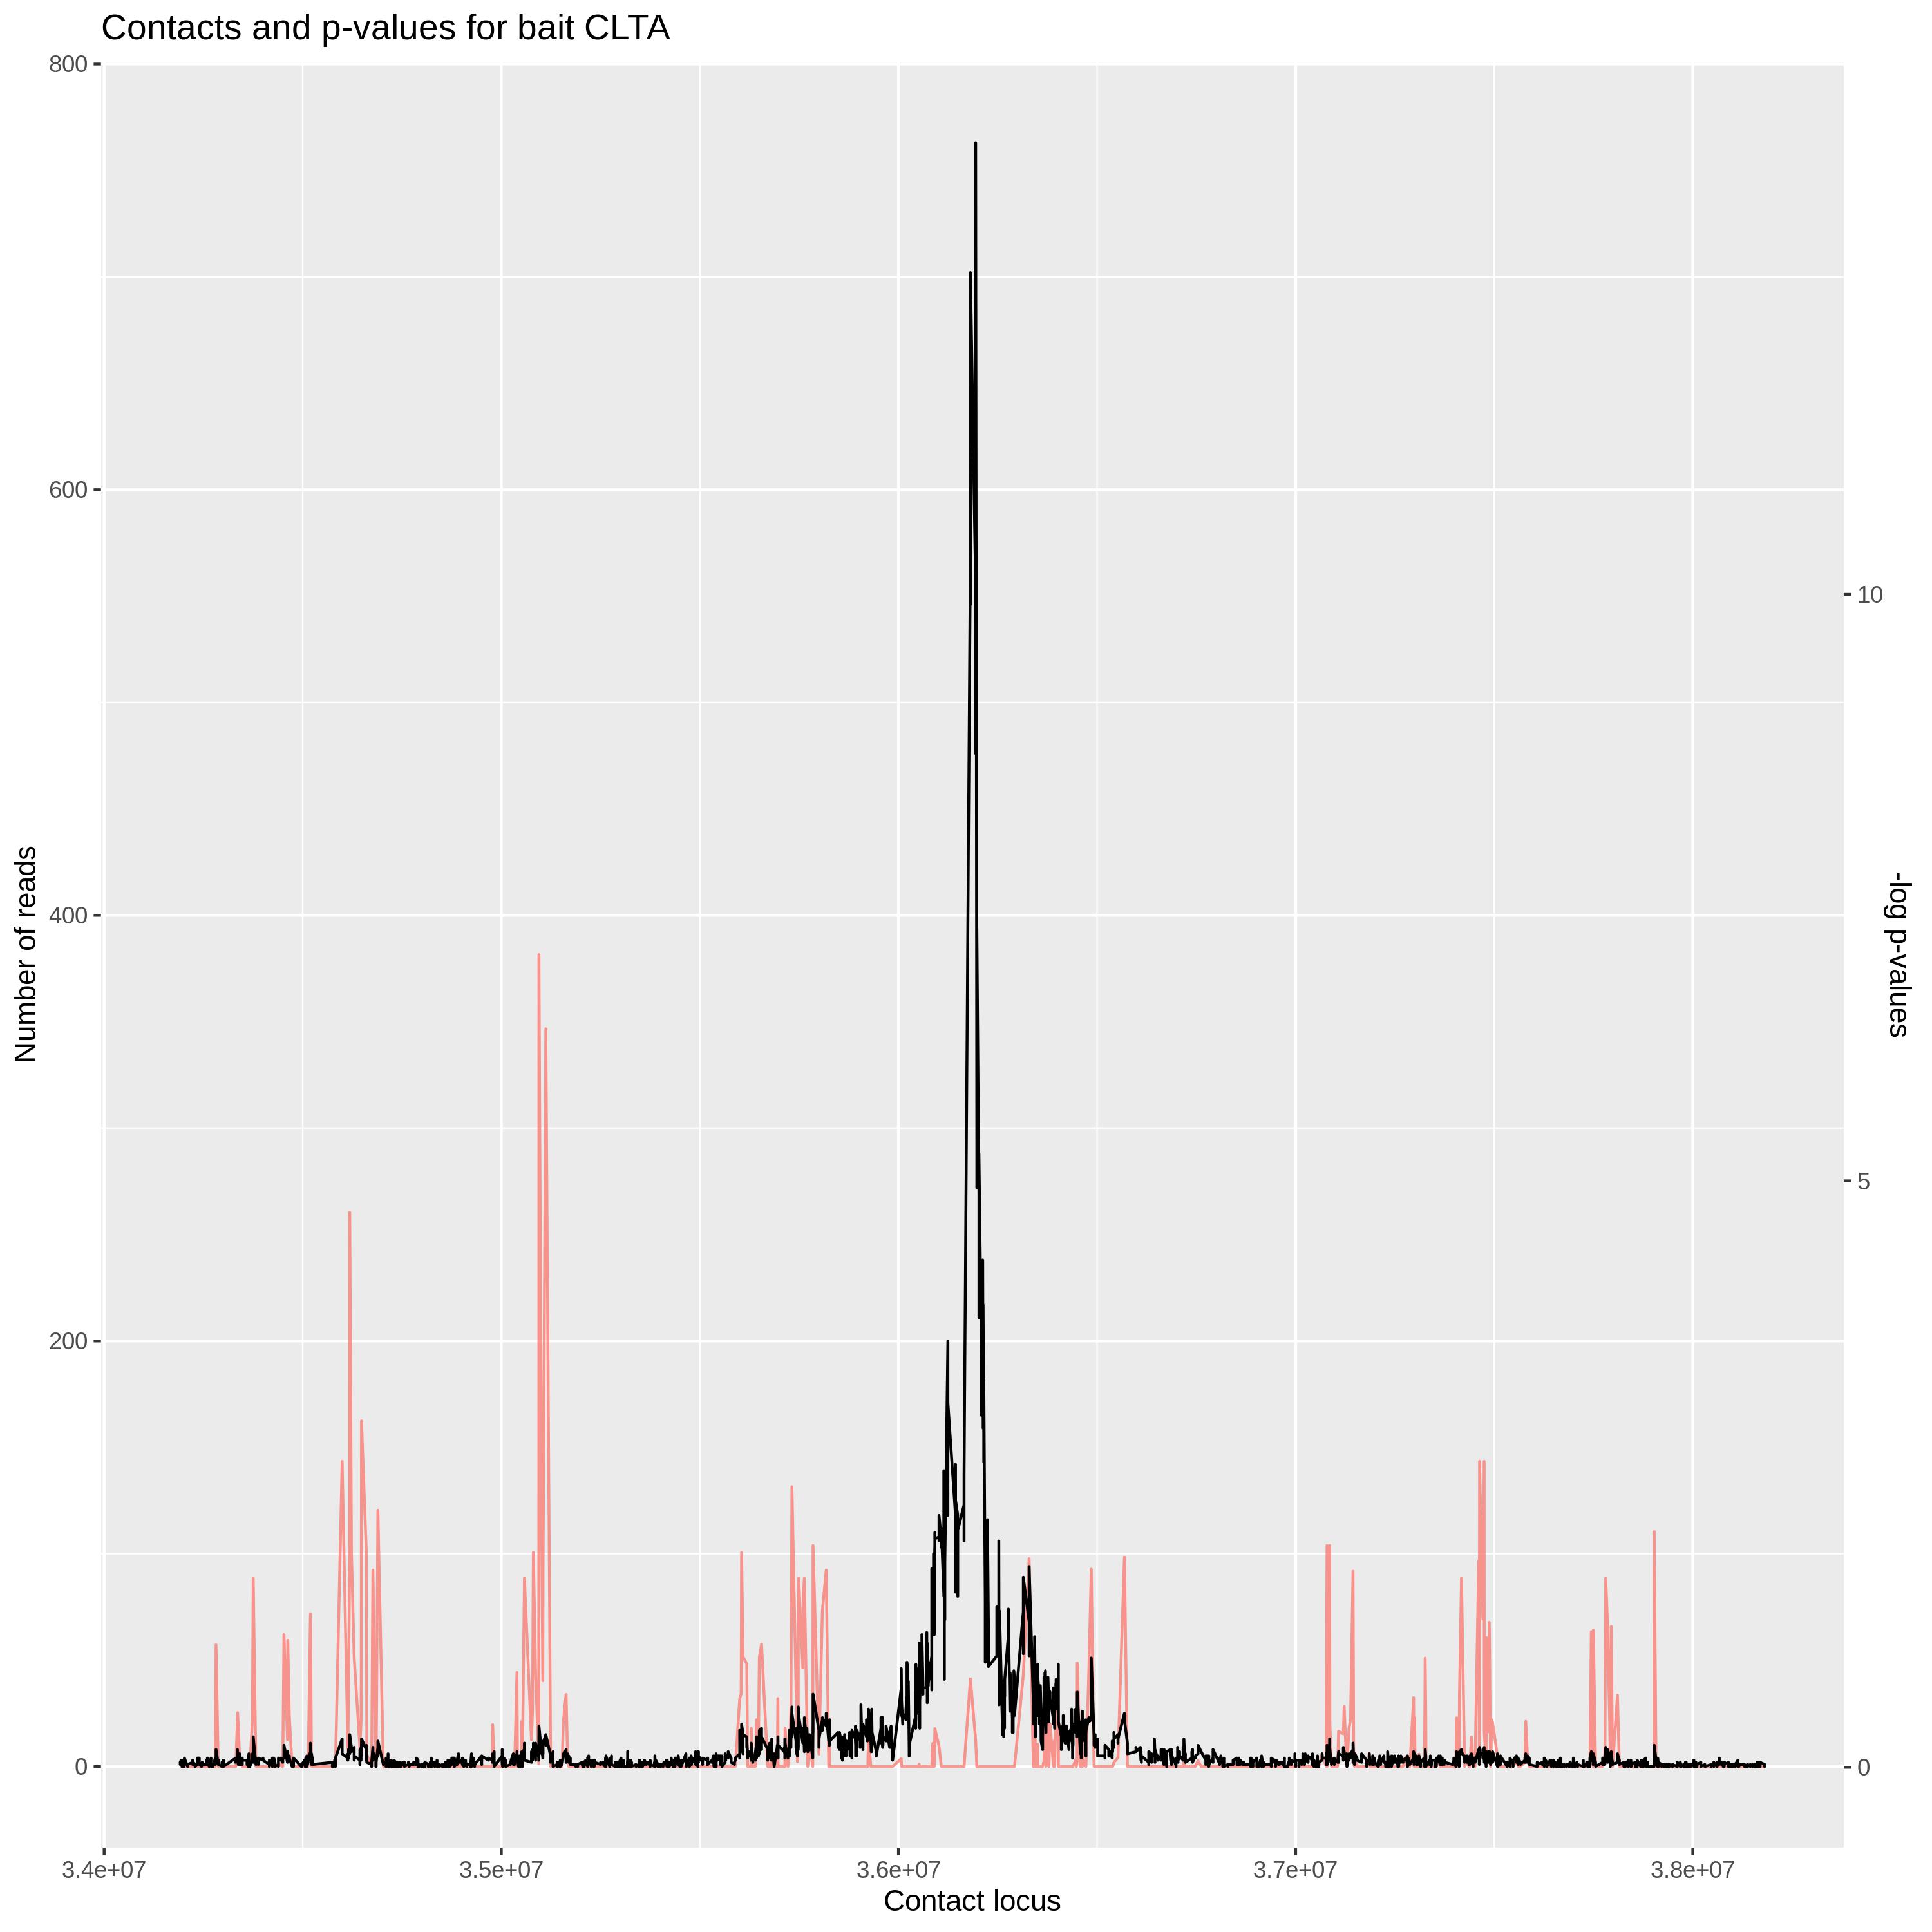 Contacts and p-values for bait CLTA
800
600
400
200
0
Number of reads
10
5
0
-log p-values
3.4e+07
3.5e+07
3.6e+07
3.7e+07
3.8e+07
Contact locus